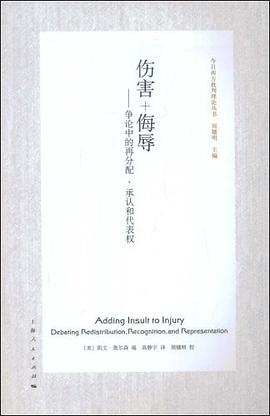 今日西方批判理论丛书 周穗明 主编
伤害+侮辱
——争论中的再分配、承认和代表权
Adding Insult to Injury
Debating Redistribution, Recognition, and Representation
〔美〕凯文·奥尔森 编 高静宇 译 周穗明 校
上海人民出版社